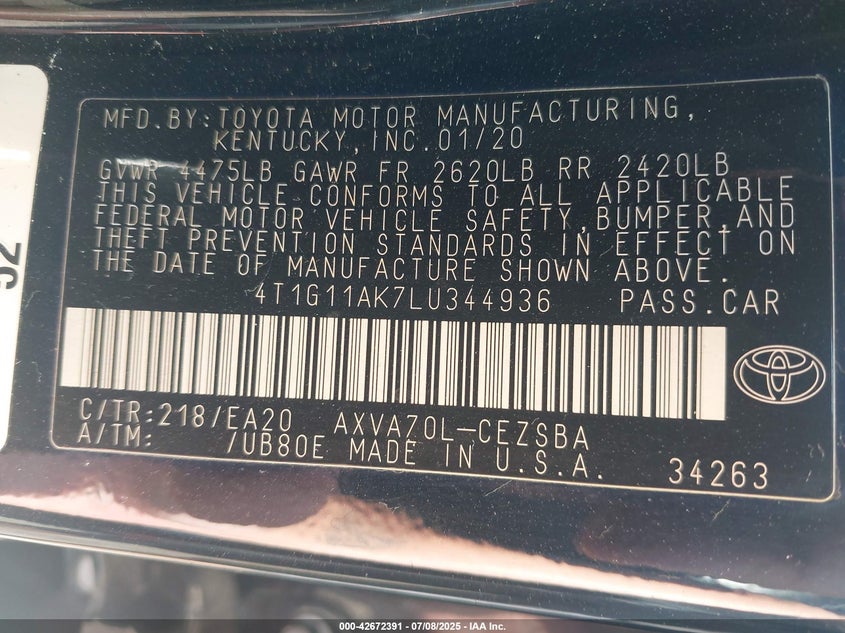 MFD.BY:TOYOTA MOTOR MANUFACTURING,
KENTUCKY,INC.01/20
GVWR 4475LB GAWR FR 2620LB RR 2420LB
THIS VEHICLE CONFORMS TO ALL APPLICABLE
FEDERAL MOTOR VEHICLE SAFETY,BUMPER,AND
THEFT PREVENTION STANDARDS IN EFFECT ON
THE DATE OF MANUFACTURE SHOWN ABOVE.
4T1G11AK7LU344936 PASS.CAR
C/TR:218/EA20 AXVA70L-CEZSBA
A/TM: /UB80E MADE IN U.S.A.
34263
000-42672391 - 07/08/2025 - IAA Inc.